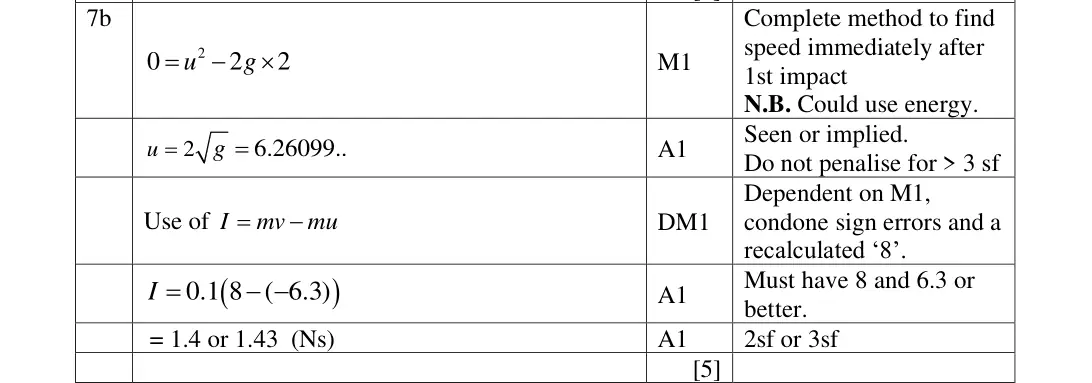 7b
0 = u² − 2g × 2
M1
Complete method to find
speed immediately after
1st impact
N.B. Could use energy.
u = 2√g = 6.26099..
A1
Seen or implied.
Do not penalise for > 3 sf
Use of I = mv − mu
DM1
Dependent on M1,
condone sign errors and a
recalculated ‘8’.
I = 0.1(8 − (−6.3))
A1
Must have 8 and 6.3 or
better.
= 1.4 or 1.43 (Ns)
A1
2sf or 3sf
[5]